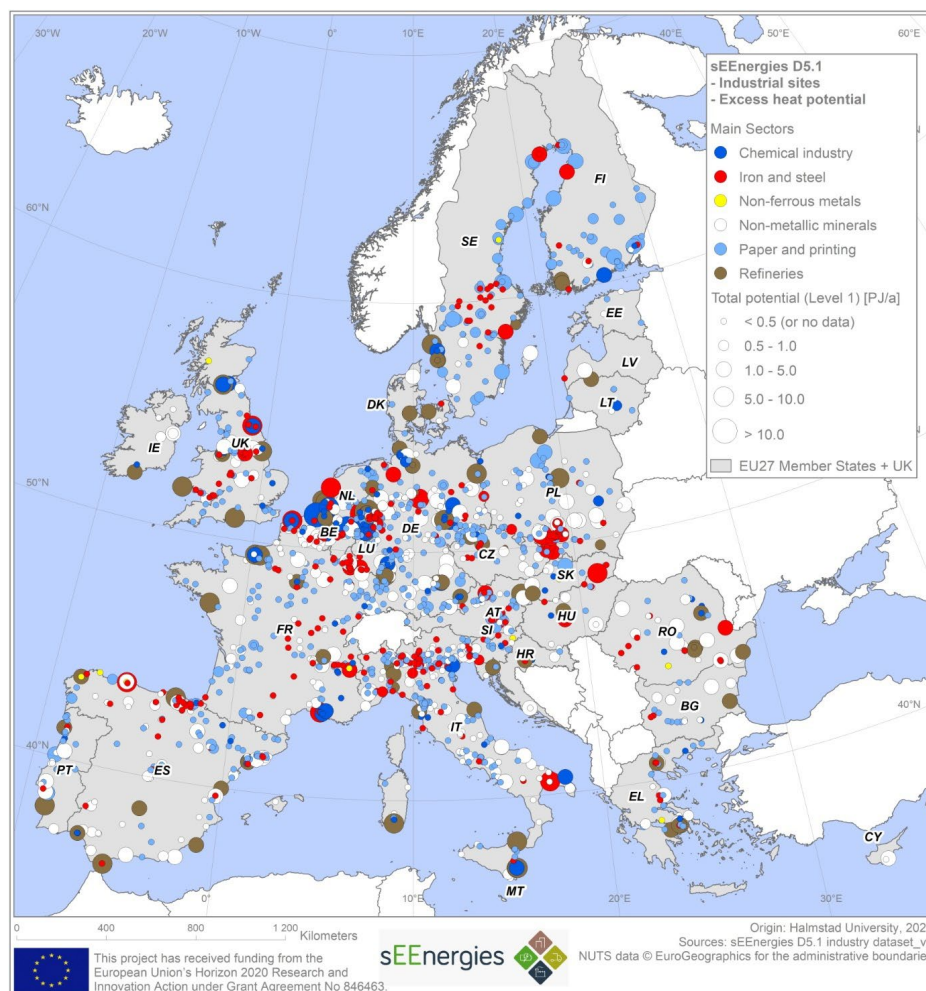 30°W
20°W
10°W
0°
10°E
20°E
30°E
40°E
50°E
60°E
sEEnergies D5.1
- Industrial sites
- Excess heat potential
Main Sectors
Chemical industry
Iron and steel
Non-ferrous metals
Non-metallic minerals
Paper and printing
Refineries
Total potential (Level 1) [PJ/a]
< 0.5 (or no data)
0.5 - 1.0
1.0 - 5.0
5.0 - 10.0
> 10.0
EU27 Member States + UK
60°N
50°N
40°N
40°N
FI
SE
EE
LV
LT
DK
IE
UK
NL
PL
BE
DE
LU
CZ
SK
AT
HU
FR
SI
RO
HR
BG
IT
PT
ES
EL
CY
MT
0°
10°E
20°E
30°E
0 400 800 1200
Kilometers
This project has received funding from the
European Union's Horizon 2020 Research and
Innovation Action under Grant Agreement No 846463.
sEEnergies
Origin: Halmstad University, 202
Sources: sEEnergies D5.1 industry dataset_v
NUTS data © EuroGeographics for the administrative boundarie